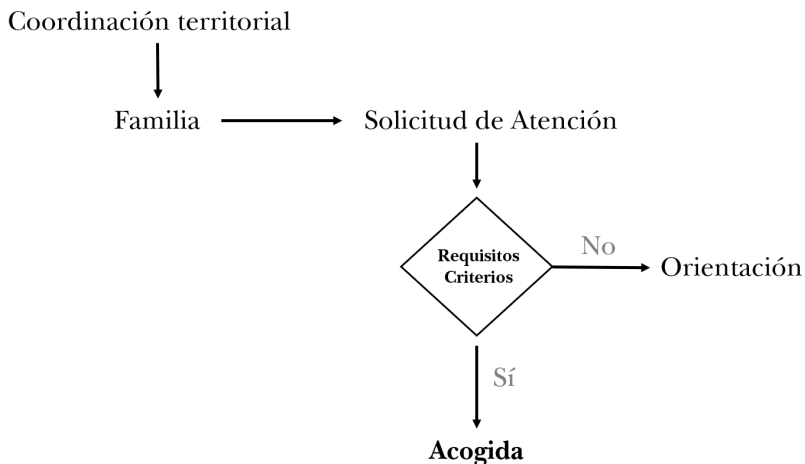 Coordinación territorial
Familia
Solicitud de Atención
Requisitos
Criterios
No
Orientación
Sí
Acogida